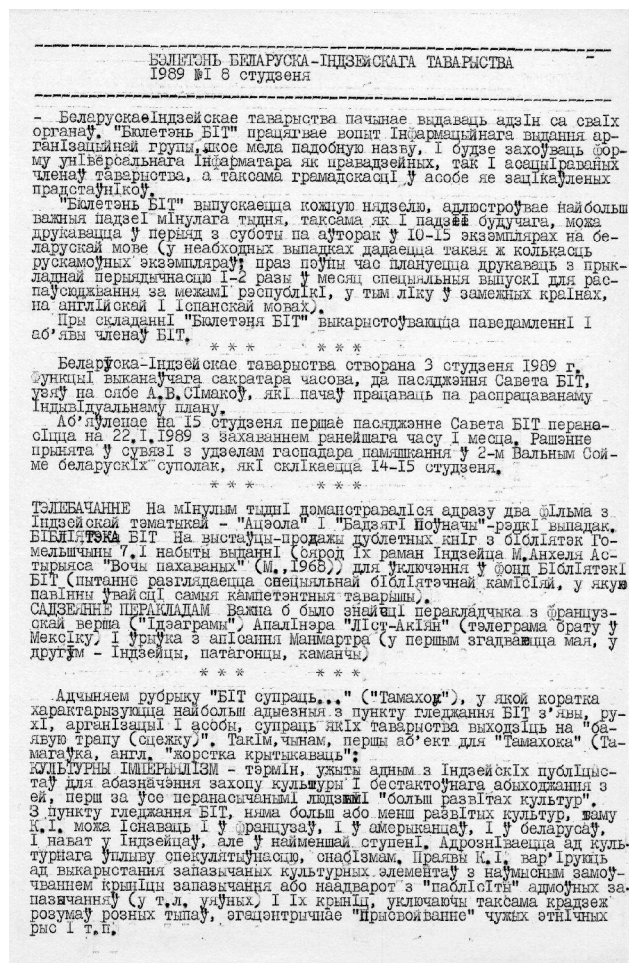 БЭЛЕТЭНЬ БЕЛАРУСКА-ІНДЗЕЙСКАГА ТАВАРЫСТВА
1989 №1 8 студзеня
- БеларускаеІндзейскае таварыства пачынае выдаваць адзін са сваіх
органаў. "Бюлетэнь БІТ" працягвае вопыт інфармацыйнага выдання ар-
ганізацыйнай групы, якое мела падобную назву, і будзе захоўваць фор-
му універсальнага інфарматара як правадзейных, так і асацыіраваных
членаў таварыства, а таксама грамадскасці ў асобе яе зацікаўленых
прадстаўнікоў.
"Бюлетэнь БІТ" выпускаецца кожную нядзелю, адлюстроўвае найбольш
важныя падзеі мінулага тыдня, таксама як і падзеі будучага, можа
друкавацца ў перыяд з суботы па аўторак ў 10-15 экзэмплярах на бе-
ларускай мове (у неабходных выпадках дадаецца такая ж колькасць
рускамоўных экзэмпляраў; праз пэўны час плануецца друкаваць з прык-
ладнай перыядычнасцю 1-2 разы ў месяц спецыяльныя выпускі для рас-
паўсюджвання за межамі рэспублікі, у тым ліку ў замежных краінах,
на англійскай і іспанскай мовах).
Пры складанні "Бюлетэня БІТ" выкарыстоўваюцца паведамленні і
аб'явы членаў БІТ.
* * * * * *
Беларуска-Індзейскае таварыства створана 3 студзеня 1989 г.
Функцыі выканаўчага сакратара часова, да пасяджэння Савета БІТ,
узяў на сябе А.В.Сімакоў, які пачаў працаваць па распрацаванаму
індывідуальнаму плану.
Аб'яўленае на 15 студзеня першае пасяджэнне Савета БІТ перана-
сіцца на 22.1.1989 з захаваннем ранейшага часу і месца. Рашэнне
прынята ў сувязі з удзелам гаспадара памяшкання ў 2-м Вальным Сой-
ме беларускіх суполак, які склікаецца 14-15 студзеня.
* * * * * *
ТЭЛЕБАЧАННЕ На мінулым тыдні дэманстраваліся адразу два фільма з
індзейскай тэматыкай - "Ацэола" і "Бадзягі Поўначы"-рэдкі выпадак.
БІБЛІЯТЭКА БІТ На выстаўцы-продажы дублетных кніг з бібліятэк Го-
мельшчыны 7.1 набыты выданні (сярод іх раман індзейца М.Анхеля Ас-
тырыяса "Вочы пахаваных" (М.,1968)) для ўключэння ў фонд Бібліятэкі
БІТ (пытанне разглядаецца спецыяльнай бібліятэчнай камісіяй, у якую
павінны ўвайсці самыя кампетэнтныя таварышы).
САДЗЕЯННЕ ПЕРАКЛАДАМ Важна б было знайсці перакладчыка з француз-
скай верша ("Ідэаграмы") Апалінэра "Ліст-Акіян" (тэлеграма брату ў
Мексіку) і ўрыўка з апісання Манмартра (у першым згадваюцца мая, у
другім - індзейцы, патагонцы, каманчы)
* * * * * *
Адчыняем рубрыку "БІТ супраць..." ("Тамахок"), у якой коратка
характарызуюцца найбольш адыезныя з пункту гледжання БІТ з'явы, ру-
хі, арганізацыі і асобы, супраць якіх таварыства выходзіць на "ба-
явую трапу (сцежку)". Такім,чынам, першы аб'ект для "Тамахока" (Та-
магаўка, англ. "жорстка крытыкаваць":
КУЛЬТУРНЫ ІМПЕРЫЯЛІЗМ - тэрмін, ужыты адным з індзейскіх публіцыс-
таў для абазначэння захопу культуры і бестактоўнага абыходжання з
ей, перш за ўсе перанасычанымі людзьмі "больш развітах культур".
З пункту гледжання БІТ, няма больш або менш развітых культур, таму
К.І. можа існаваць і ў французаў, і ў амерыканцаў, і ў беларусаў,
і нават у індзейцаў, але ў найменшай ступені. Адрозніваецца ад куль-
турнага ўплыву спекулятыўнасцю, снабізмам. Праявы К.І. вар'іруюць
ад выкарыстання запазычаных культурных элементаў з наўмысным замоў-
чваннем крыніцы запазычання або наадварот з "паблісіты" адмоўных за-
пазычанняў (у т.л. уяўных) і іх крыніц, уключаючы таксама крадзеж
розумаў розных тыпаў, эгацэнтрычнае "прысвойванне" чужых этнічных
рыс і т.п.